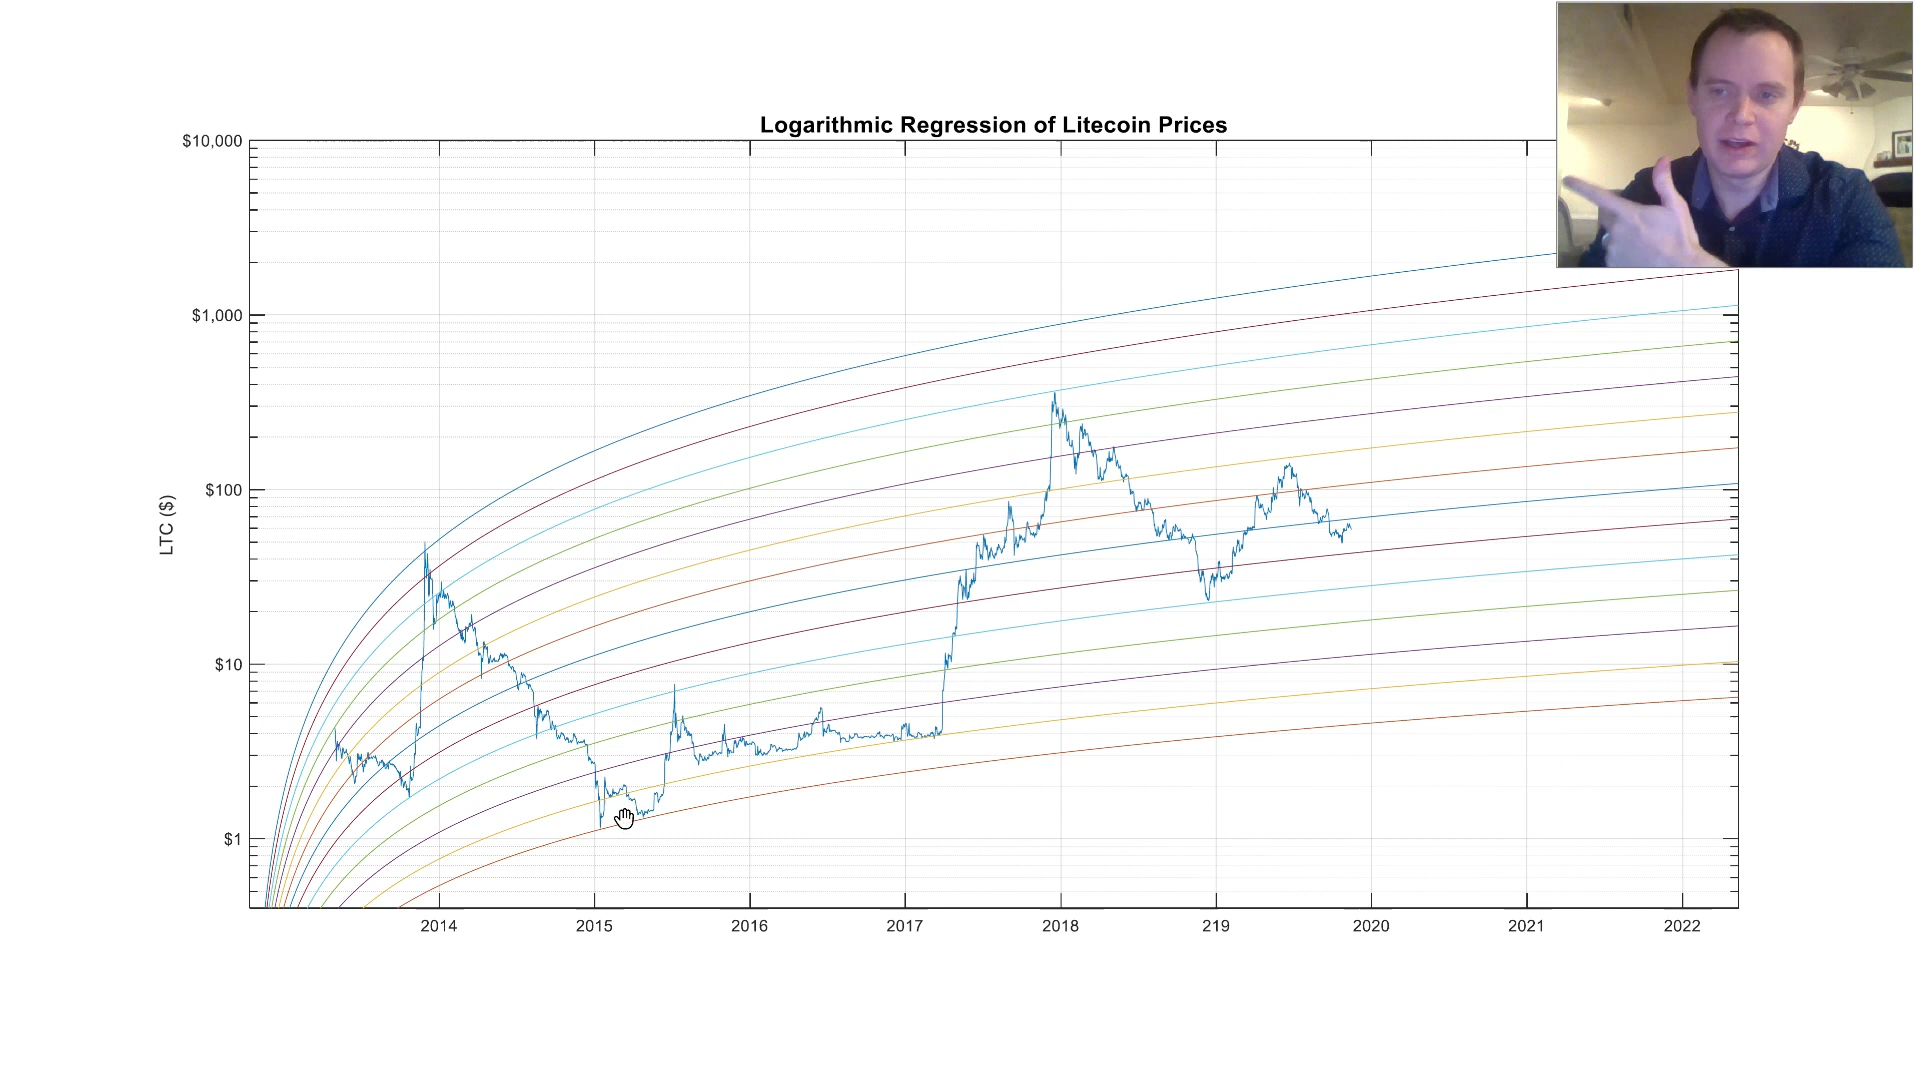 Logarithmic Regression of Litecoin Prices
$10,000
$1,000
$100
$10
$1
LTC ($)
2014 2015 2016 2017 2018 219 2020 2021 2022